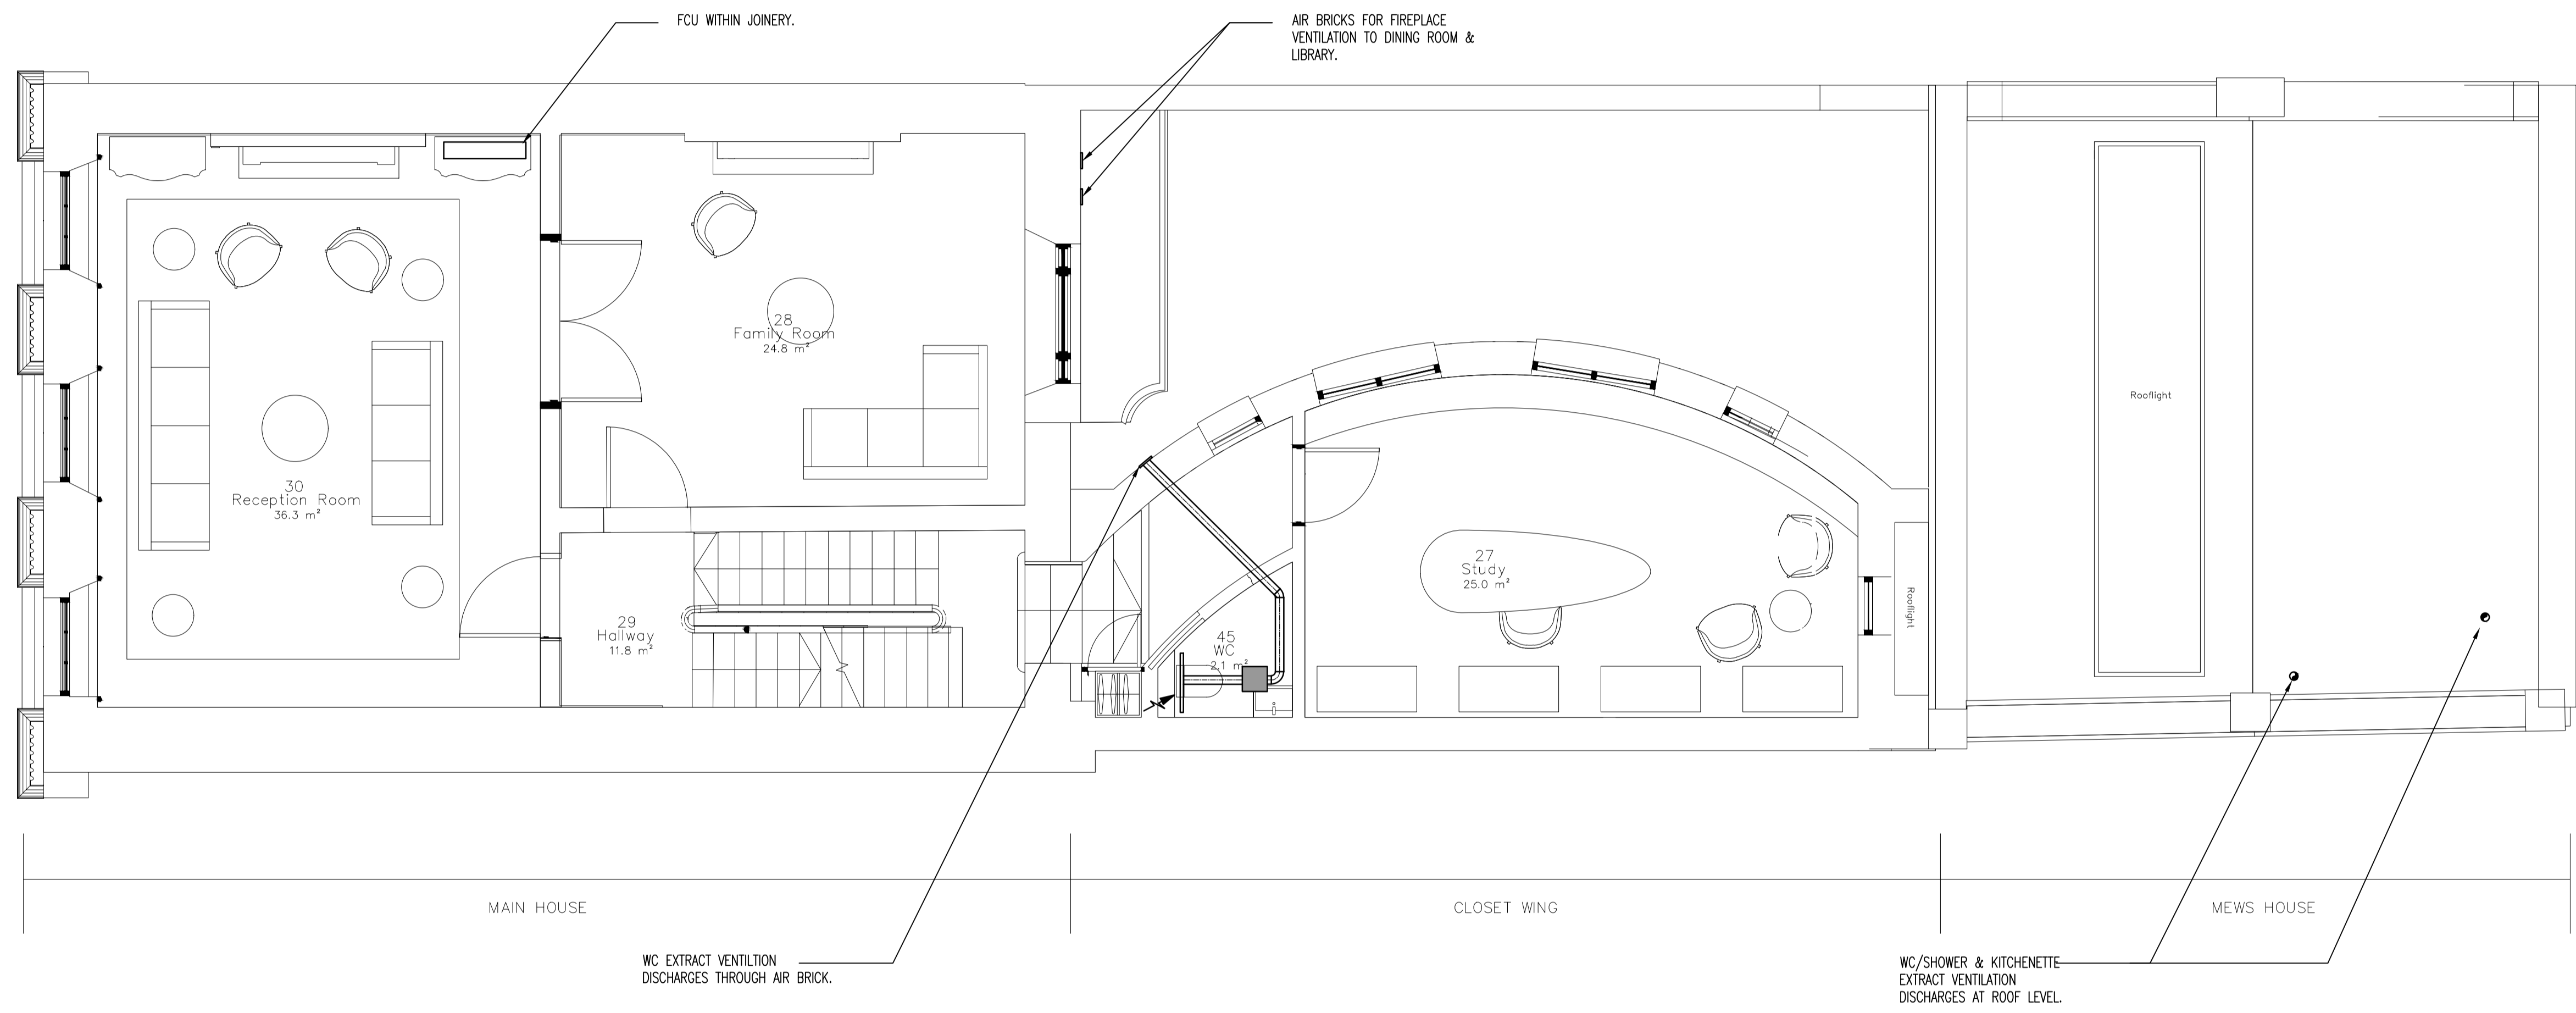 FCU WITHIN JOINERY.
AIR BRICKS FOR FIREPLACE
VENTILATION TO DINING ROOM &
LIBRARY.
28
Family Room
24.8 m²
Rooflight
30
Reception Room
36.3 m²
27
Study
25.0 m²
Rooflight
29
Hallway
11.8 m²
45
WC
2.1 m²
MAIN HOUSE
CLOSET WING
MEWS HOUSE
WC EXTRACT VENTILTION
DISCHARGES THROUGH AIR BRICK.
WC/SHOWER & KITCHENETTE
EXTRACT VENTILATION
DISCHARGES AT ROOF LEVEL.